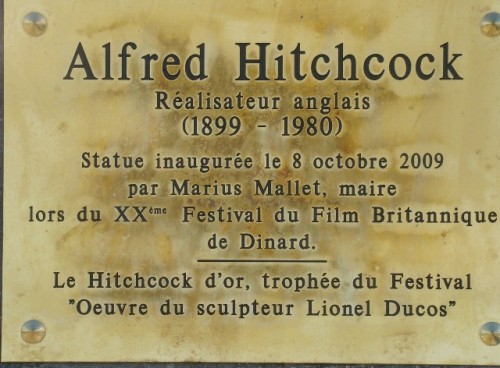 Alfred Hitchcock
Réalisateur anglais
(1899 - 1980)
Statue inaugurée le 8 octobre 2009
par Marius Mallet, maire
lors du XXème Festival du Film Britannique
de Dinard.
Le Hitchcock d'or, trophée du Festival
"Oeuvre du sculpteur Lionel Ducos"